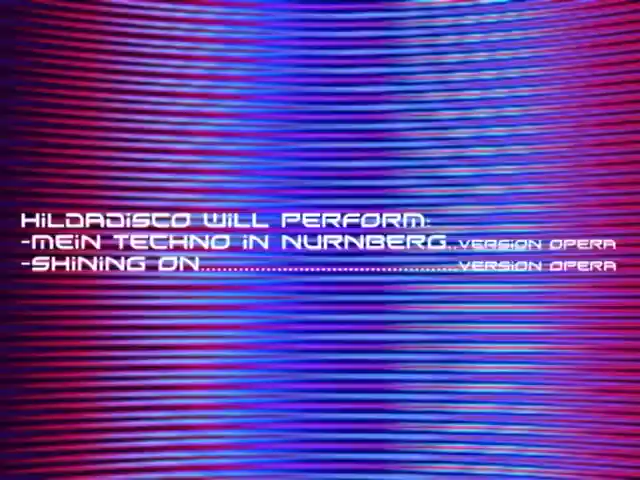 HILDADISCO WILL PERFORM:
-MEIN TECHNO IN NURNBERG..VERSION OPERA
-SHINING ON................................................VERSION OPERA